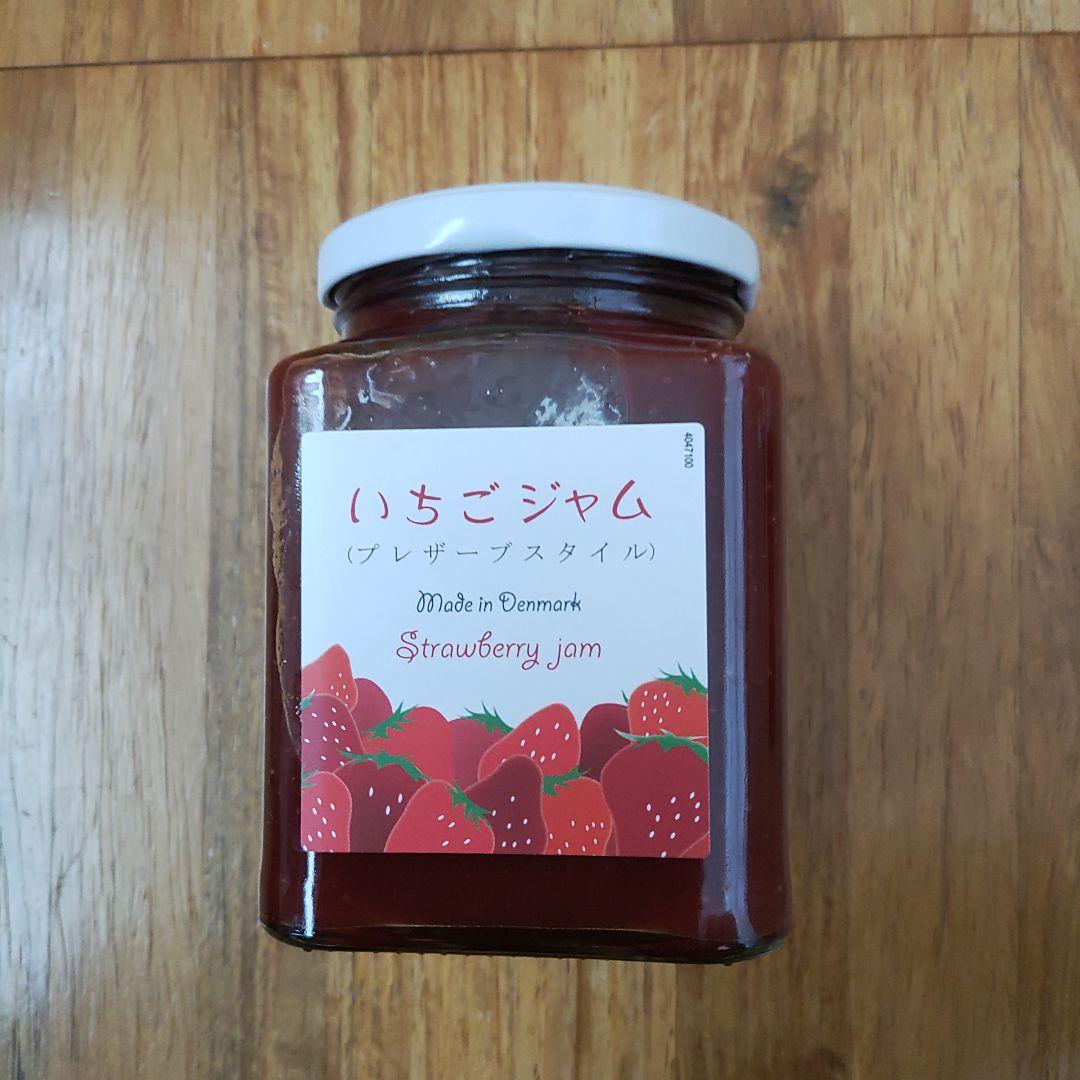 4047100
いちごジャム
(プレザーブスタイル)
Made in Denmark
Strawberry jam